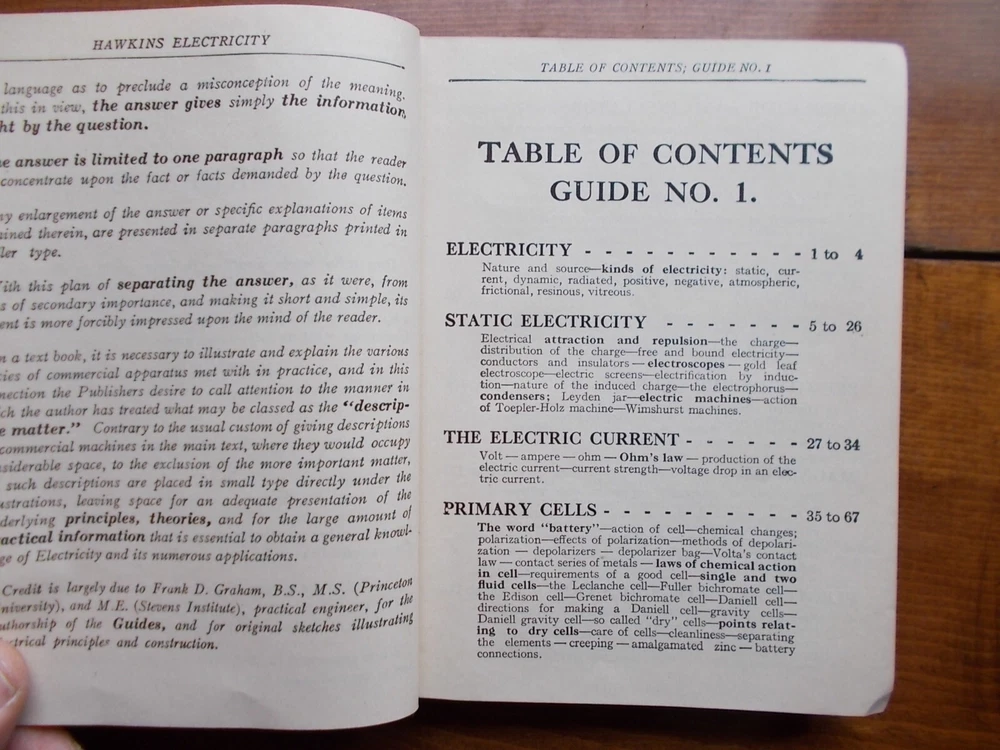 HAWKINS ELECTRICITY
language as to preclude a misconception of the meaning.
this in view, the answer gives simply the information,
ht by the question.
e answer is limited to one paragraph so that the reader
concentrate upon the fact or facts demanded by the question.
ny enlargement of the answer or specific explanations of items
ined therein, are presented in separate paragraphs printed in
ler type.
ith this plan of separating the answer, as it were, from
s of secondary importance, and making it short and simple, its
ent is more forcibly impressed upon the mind of the reader.
n a text book, it is necessary to illustrate and explain the various
ies of commercial apparatus met with in practice, and in this
nection the Publishers desire to call attention to the manner in
ich the author has treated what may be classed as the “descrip-
e matter.” Contrary to the usual custom of giving descriptions
commercial machines in the main text, where they would occupy
nsiderable space, to the exclusion of the more important matter,
such descriptions are placed in small type directly under the
ustrations, leaving space for an adequate presentation of the
derlying principles, theories, and for the large amount of
actical information that is essential to obtain a general knowl-
ge of Electricity and its numerous applications.
Credit is largely due to Frank D. Graham, B.S., M.S. (Princeton
niversity), and M.E. (Stevens Institute), practical engineer, for the
uthorship of the Guides, and for original sketches illustrating
ectrical principles and construction.
TABLE OF CONTENTS; GUIDE NO. 1
TABLE OF CONTENTS
GUIDE NO. 1.
ELECTRICITY - - - - - - - - - - - 1 to 4
Nature and source—kinds of electricity: static, cur-
rent, dynamic, radiated, positive, negative, atmospheric,
frictional, resinous, vitreous.
STATIC ELECTRICITY - - - - - - - 5 to 26
Electrical attraction and repulsion—the charge—
distribution of the charge—free and bound electricity—
conductors and insulators—electroscopes—gold leaf
electroscope—electric screens—electrification by induc-
tion—nature of the induced charge—the electrophorus—
condensers; Leyden jar—electric machines—action
of Toepler-Holz machine—Wimshurst machines.
THE ELECTRIC CURRENT - - - - - - 27 to 34
Volt—ampere—ohm—Ohm's law—production of the
electric current—current strength—voltage drop in an elec-
tric current.
PRIMARY CELLS - - - - - - - - - - 35 to 67
The word “battery”—action of cell—chemical changes;
polarization—effects of polarization—methods of depolari-
zation—depolarizers—depolarizer bag—Volta's contact
law—contact series of metals—laws of chemical action
in cell—requirements of a good cell—single and two
fluid cells—the Leclanche cell—Fuller bichromate cell—
the Edison cell—Grenet bichromate cell—Daniell cell—
directions for making a Daniell cell—gravity cells—
Daniell gravity cell—so called “dry” cells—points relat-
ing to dry cells—care of cells—cleanliness—separating
the elements—creeping—amalgamated zinc—battery
connections.